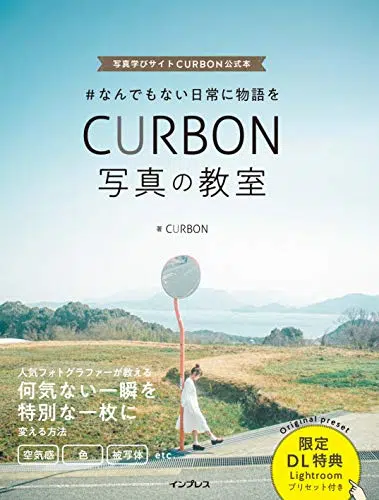 写真学びサイトCURBON公式本
#なんでもない日常に物語を
CURBON
写真の教室
著 CURBON
人気フォトグラファーが教える
何気ない一瞬を
特別な一枚に
変える方法
空気感 色 被写体 etc
Original preset
限定
DL特典
Lightroom
プリセット付き
インプレス